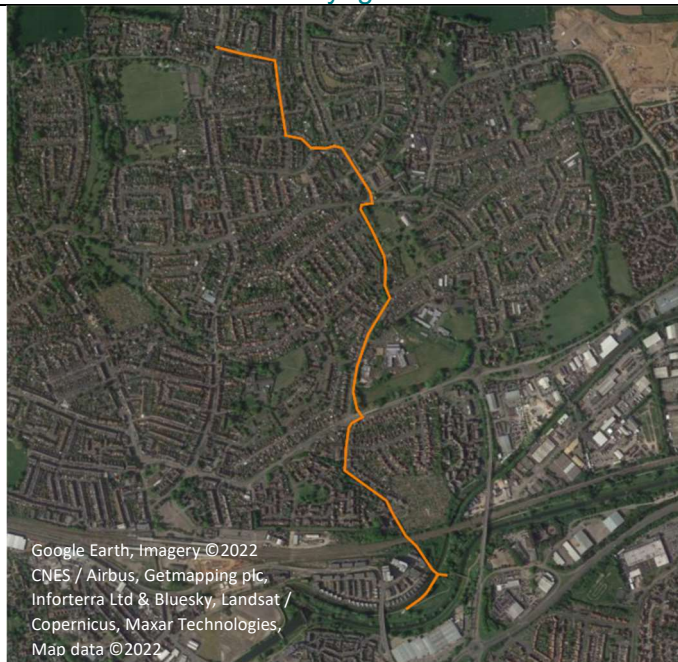 Google Earth, Imagery ©2022
CNES / Airbus, Getmapping plc,
Inforterra Ltd & Bluesky, Landsat /
Copernicus, Maxar Technologies,
Map data ©2022